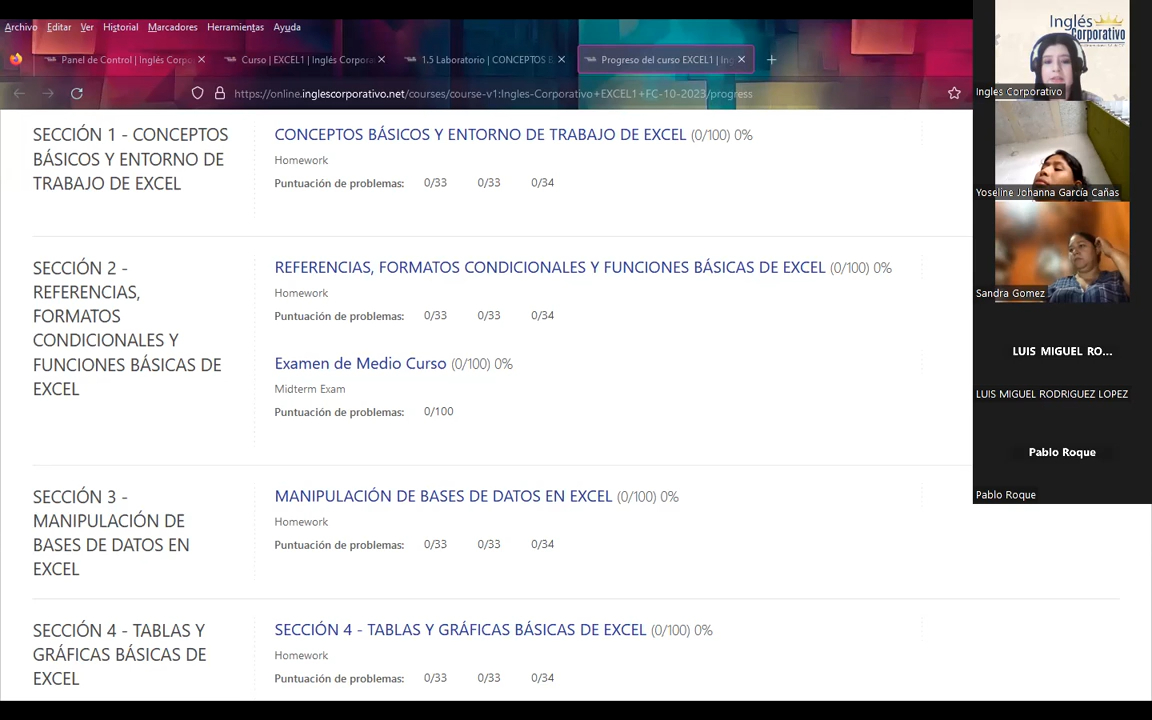 Archivo Editar Ver Historial Marcadores Herramientas Ayuda
Panel de Control | Inglés Corpo
Curso | EXCEL1 | Inglés Corpora
1.5 Laboratorio | CONCEPTOS B
Progreso del curso EXCEL1 | Ing
https://online.inglescorporativo.net/courses/course-v1:Ingles-Corporativo+EXCEL1+FC-10-2023/progress
SECCIÓN 1 - CONCEPTOS
BÁSICOS Y ENTORNO DE
TRABAJO DE EXCEL
CONCEPTOS BÁSICOS Y ENTORNO DE TRABAJO DE EXCEL (0/100) 0%
Homework
Puntuación de problemas: 0/33 0/33 0/34
SECCIÓN 2 -
REFERENCIAS,
FORMATOS
CONDICIONALES Y
FUNCIONES BÁSICAS DE
EXCEL
REFERENCIAS, FORMATOS CONDICIONALES Y FUNCIONES BÁSICAS DE EXCEL (0/100) 0%
Homework
Puntuación de problemas: 0/33 0/33 0/34
Examen de Medio Curso (0/100) 0%
Midterm Exam
Puntuación de problemas: 0/100
SECCIÓN 3 -
MANIPULACIÓN DE
BASES DE DATOS EN
EXCEL
MANIPULACIÓN DE BASES DE DATOS EN EXCEL (0/100) 0%
Homework
Puntuación de problemas: 0/33 0/33 0/34
SECCIÓN 4 - TABLAS Y
GRÁFICAS BÁSICAS DE
EXCEL
SECCIÓN 4 - TABLAS Y GRÁFICAS BÁSICAS DE EXCEL (0/100) 0%
Homework
Puntuación de problemas: 0/33 0/33 0/34
Inglés
Corporativo
Ingles Corporativo
Yoseline Johanna García Cañas
Sandra Gomez
LUIS MIGUEL RO...
LUIS MIGUEL RODRIGUEZ LOPEZ
Pablo Roque
Pablo Roque